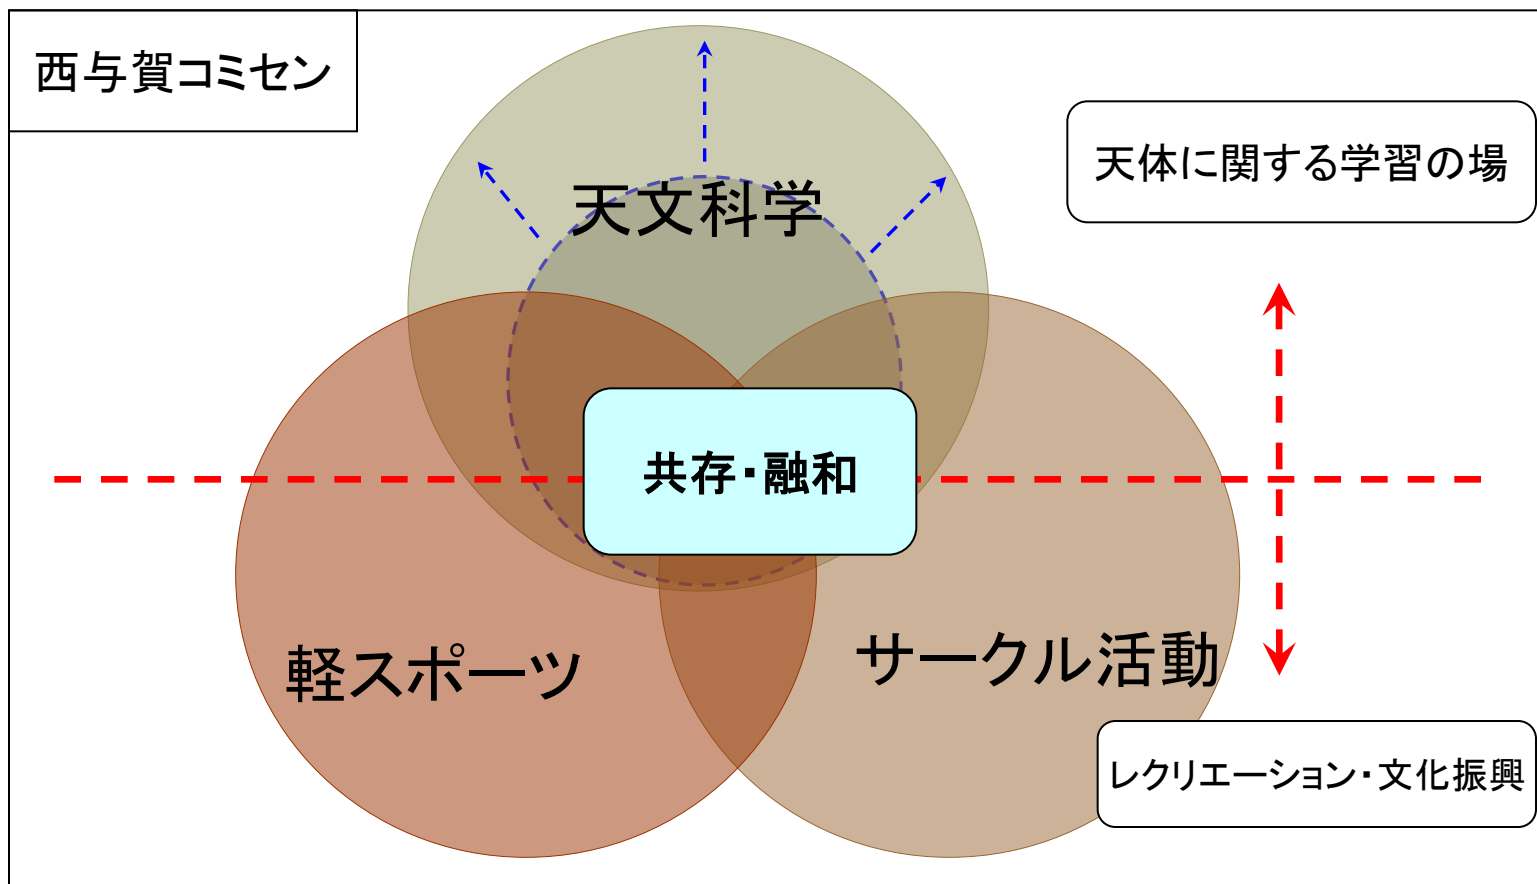 西与賀コミセン
天体に関する学習の場
天文科学
共存・融和
軽スポーツ
サークル活動
レクリエーション・文化振興